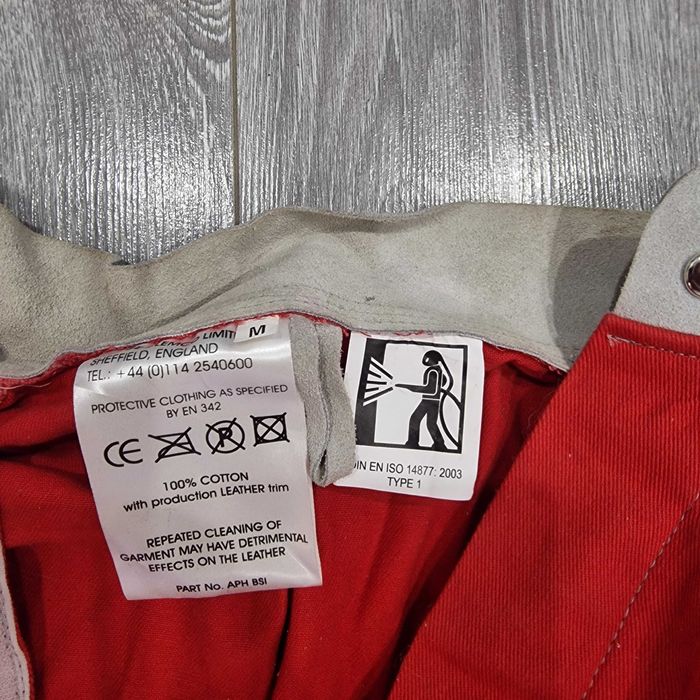 M
LIMIT
SHEFFIELD, ENGLAND
TEL.: +44 (0)114 2540600
PROTECTIVE CLOTHING AS SPECIFIED
BY EN 342
CE
P
100% COTTON
with production LEATHER trim
REPEATED CLEANING OF
GARMENT MAY HAVE DETRIMENTAL
EFFECTS ON THE LEATHER
PART No. APH BSI
DIN EN ISO 14877: 2003
TYPE 1